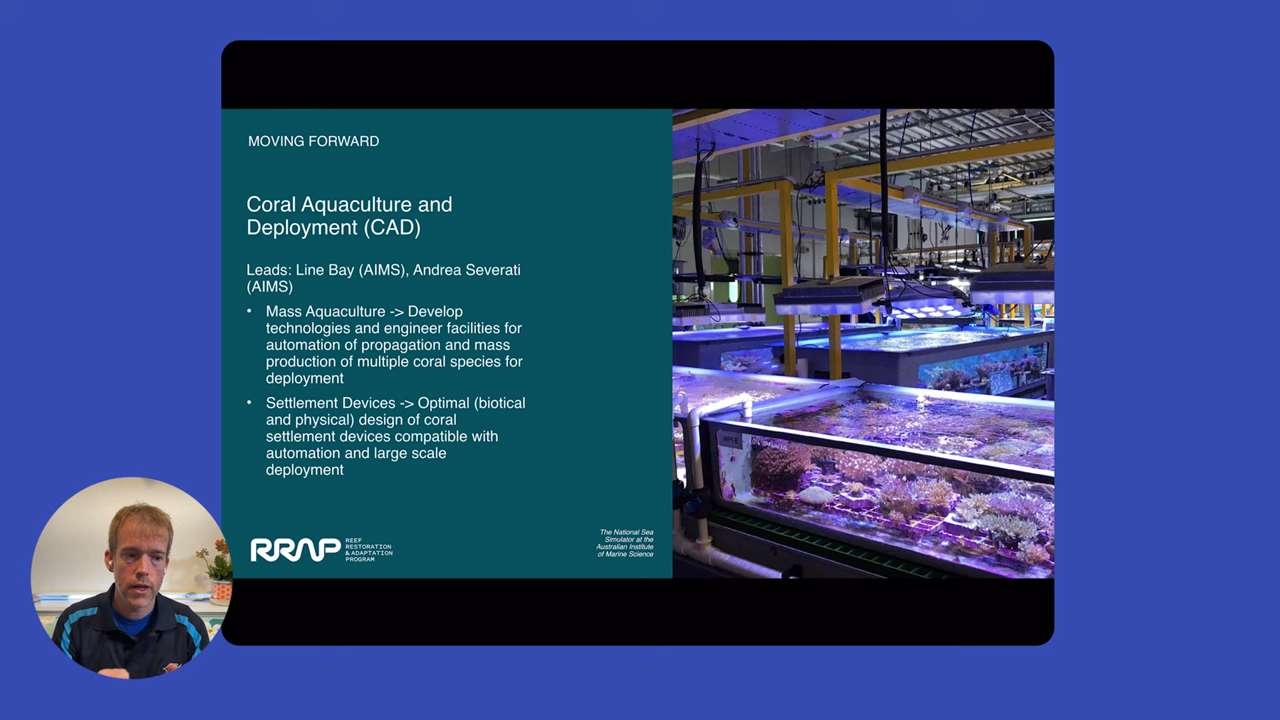 MOVING FORWARD
Coral Aquaculture and
Deployment (CAD)
Leads: Line Bay (AIMS), Andrea Severati
(AIMS)
• Mass Aquaculture -> Develop
technologies and engineer facilities for
automation of propagation and mass
production of multiple coral species for
deployment
• Settlement Devices -> Optimal (biotical
and physical) design of coral
settlement devices compatible with
automation and large scale
deployment
RRAP
REEF
RESTORATION
& ADAPTATION
PROGRAM
The National Sea
Simulator at the
Australian Institute
of Marine Science